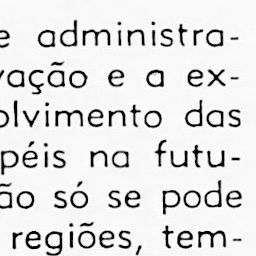 e administra-
vação e a ex-
olvimento das
péis na futu-
ão só se pode
regiões, tem-